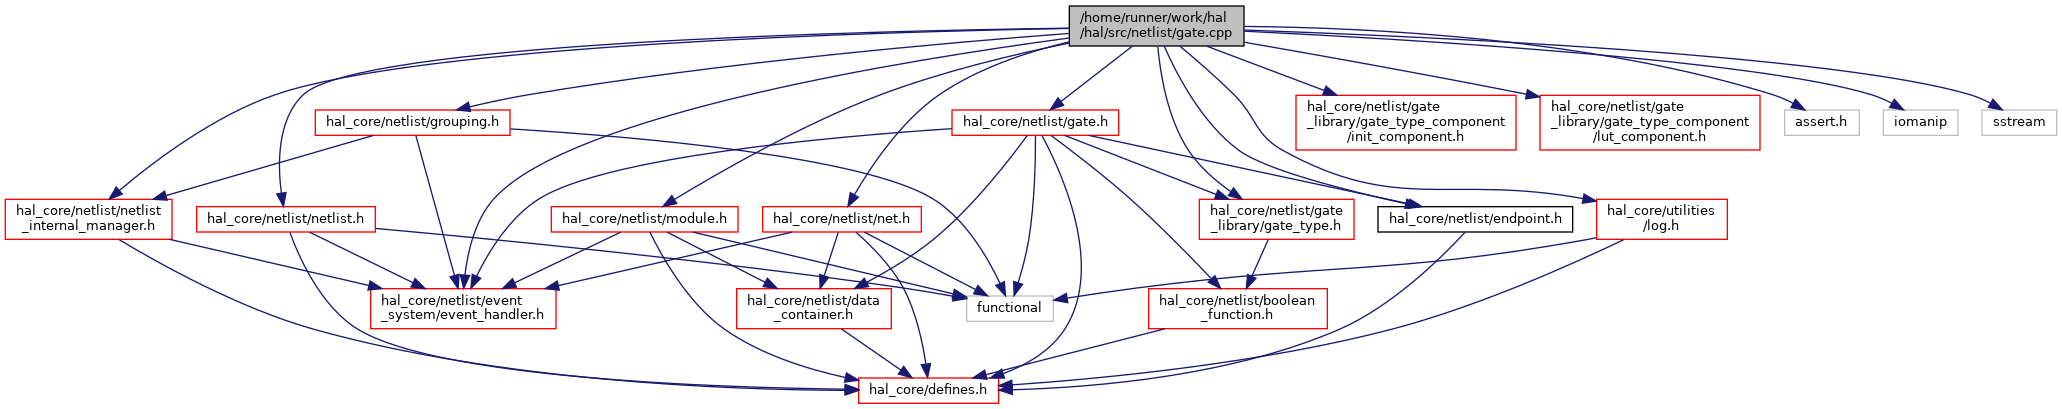 /home/runner/work/hal
/hal/src/netlist/gate.cpp
hal_core/netlist/grouping.h
hal_core/netlist/gate.h
hal_core/netlist/gate
_library/gate_type_component
/init_component.h
hal_core/netlist/gate
_library/gate_type_component
/lut_component.h
assert.h
iomanip
sstream
hal_core/netlist/netlist
_internal_manager.h
hal_core/netlist/netlist.h
hal_core/netlist/module.h
hal_core/netlist/net.h
hal_core/netlist/gate
_library/gate_type.h
hal_core/netlist/endpoint.h
hal_core/utilities
/log.h
hal_core/netlist/event
_system/event_handler.h
hal_core/netlist/data
_container.h
functional
hal_core/netlist/boolean
_function.h
hal_core/defines.h